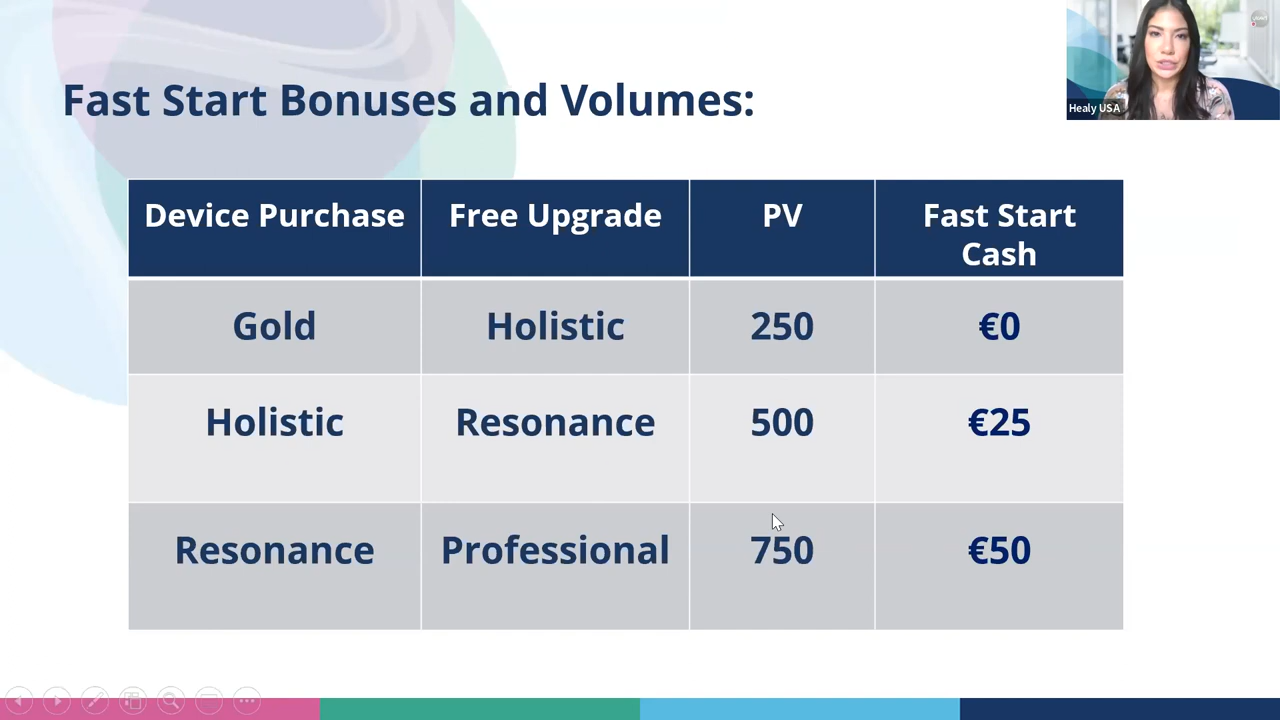 Fast Start Bonuses and Volumes:
Healy USA
Device Purchase
Free Upgrade
PV
Fast Start
Cash
Gold
Holistic
250
€0
Holistic
Resonance
500
€25
Resonance
Professional
750
€50